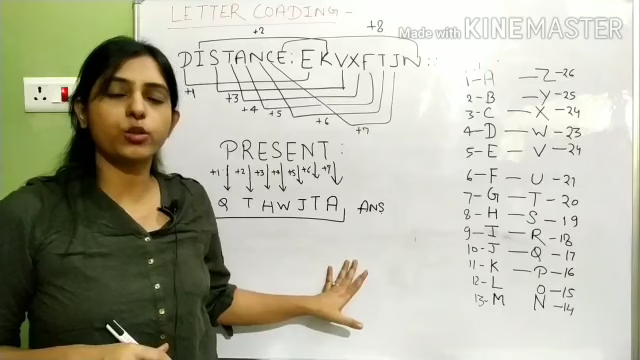 LETTER COADING -
Made with KINEMASTER
+2
+8
DISTANCE: EKVXFTJN ::
+1
+3
+4
+5
+6
+7
PRESENT:
+1 +2 +3 +4 +5 +6 +7
Q T H W J T A ANS
1 - A — Z - 26
2 - B — Y - 25
3 - C — X - 24
4 - D — W - 23
5 - E — V - 24
6 - F — U - 21
7 - G — T - 20
8 - H — S - 19
9 - I — R - 18
10 - J — Q - 17
11 - K — P - 16
12 - L O - 15
13 - M N - 14